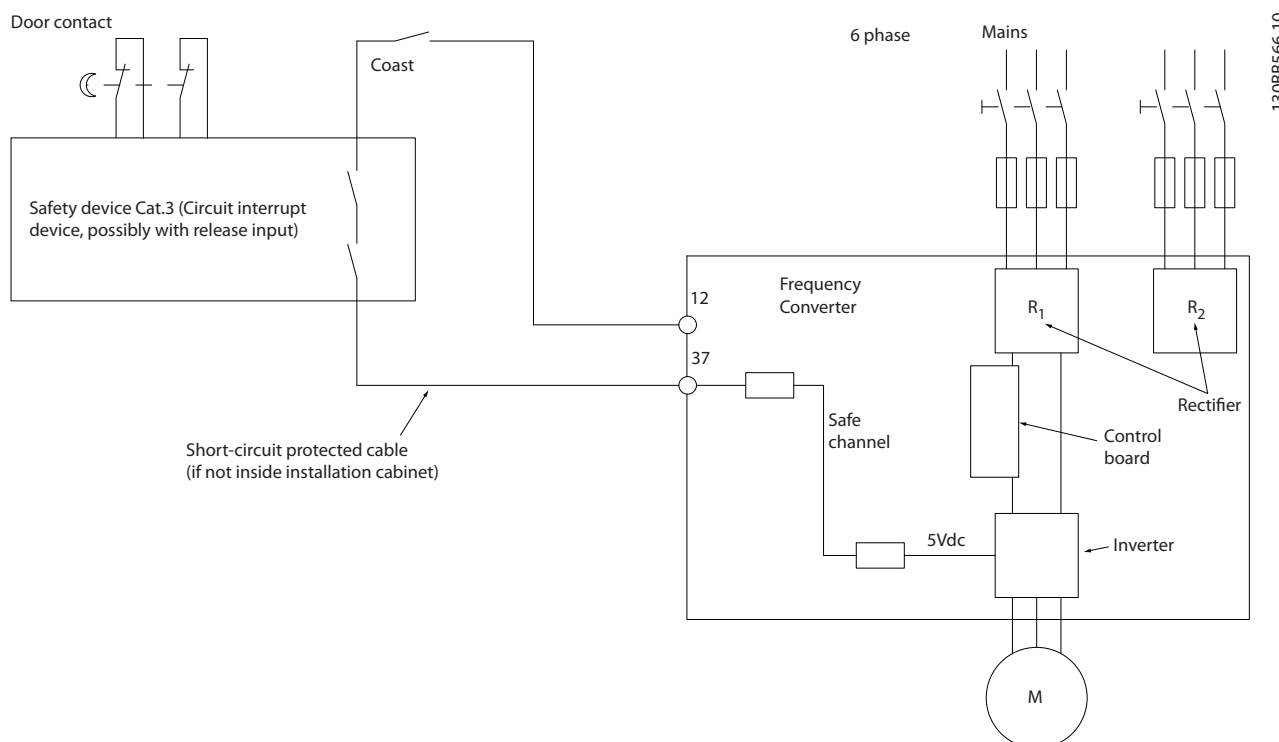 Door contact
Coast
6 phase
Mains
130BB566.10
Safety device Cat.3 (Circuit interrupt
device, possibly with release input)
12
Frequency
Converter
R1
R2
37
Safe
channel
Rectifier
Short-circuit protected cable
(if not inside installation cabinet)
Control
board
5Vdc
Inverter
M